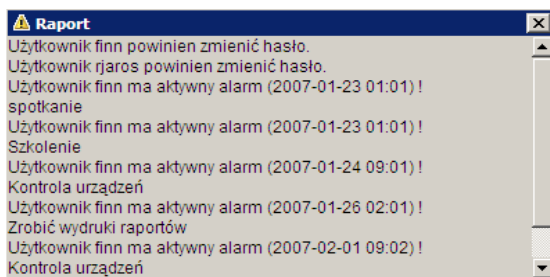 Raport
Użytkownik finn powinien zmienić hasło.
Użytkownik rjaros powinien zmienić hasło.
Użytkownik finn ma aktywny alarm (2007-01-23 01:01) !
spotkanie
Użytkownik finn ma aktywny alarm (2007-01-23 01:01) !
Szkolenie
Użytkownik finn ma aktywny alarm (2007-01-24 09:01) !
Kontrola urządzeń
Użytkownik finn ma aktywny alarm (2007-01-26 02:01) !
Zrobić wydruki raportów
Użytkownik finn ma aktywny alarm (2007-02-01 09:02) !
Kontrola urządzeń